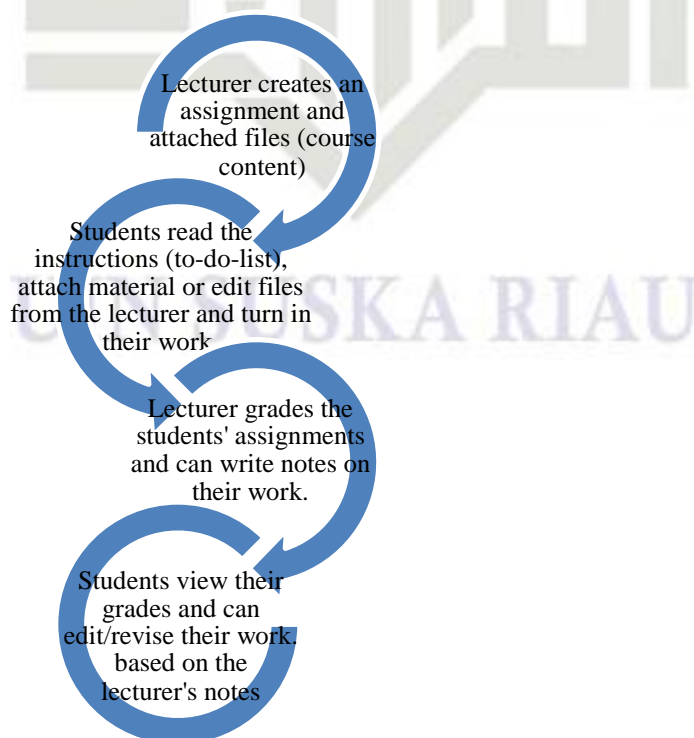 Lecturer creates an
assignment and
attached files (course
content)
Students read the
instructions (to-do-list),
attach material or edit files
from the lecturer and turn in
their work
UIN SUSKA RIAU
Lecturer grades the
students' assignments
and can write notes on
their work.
Students view their
grades and can
edit/revise their work.
based on the
lecturer's notes